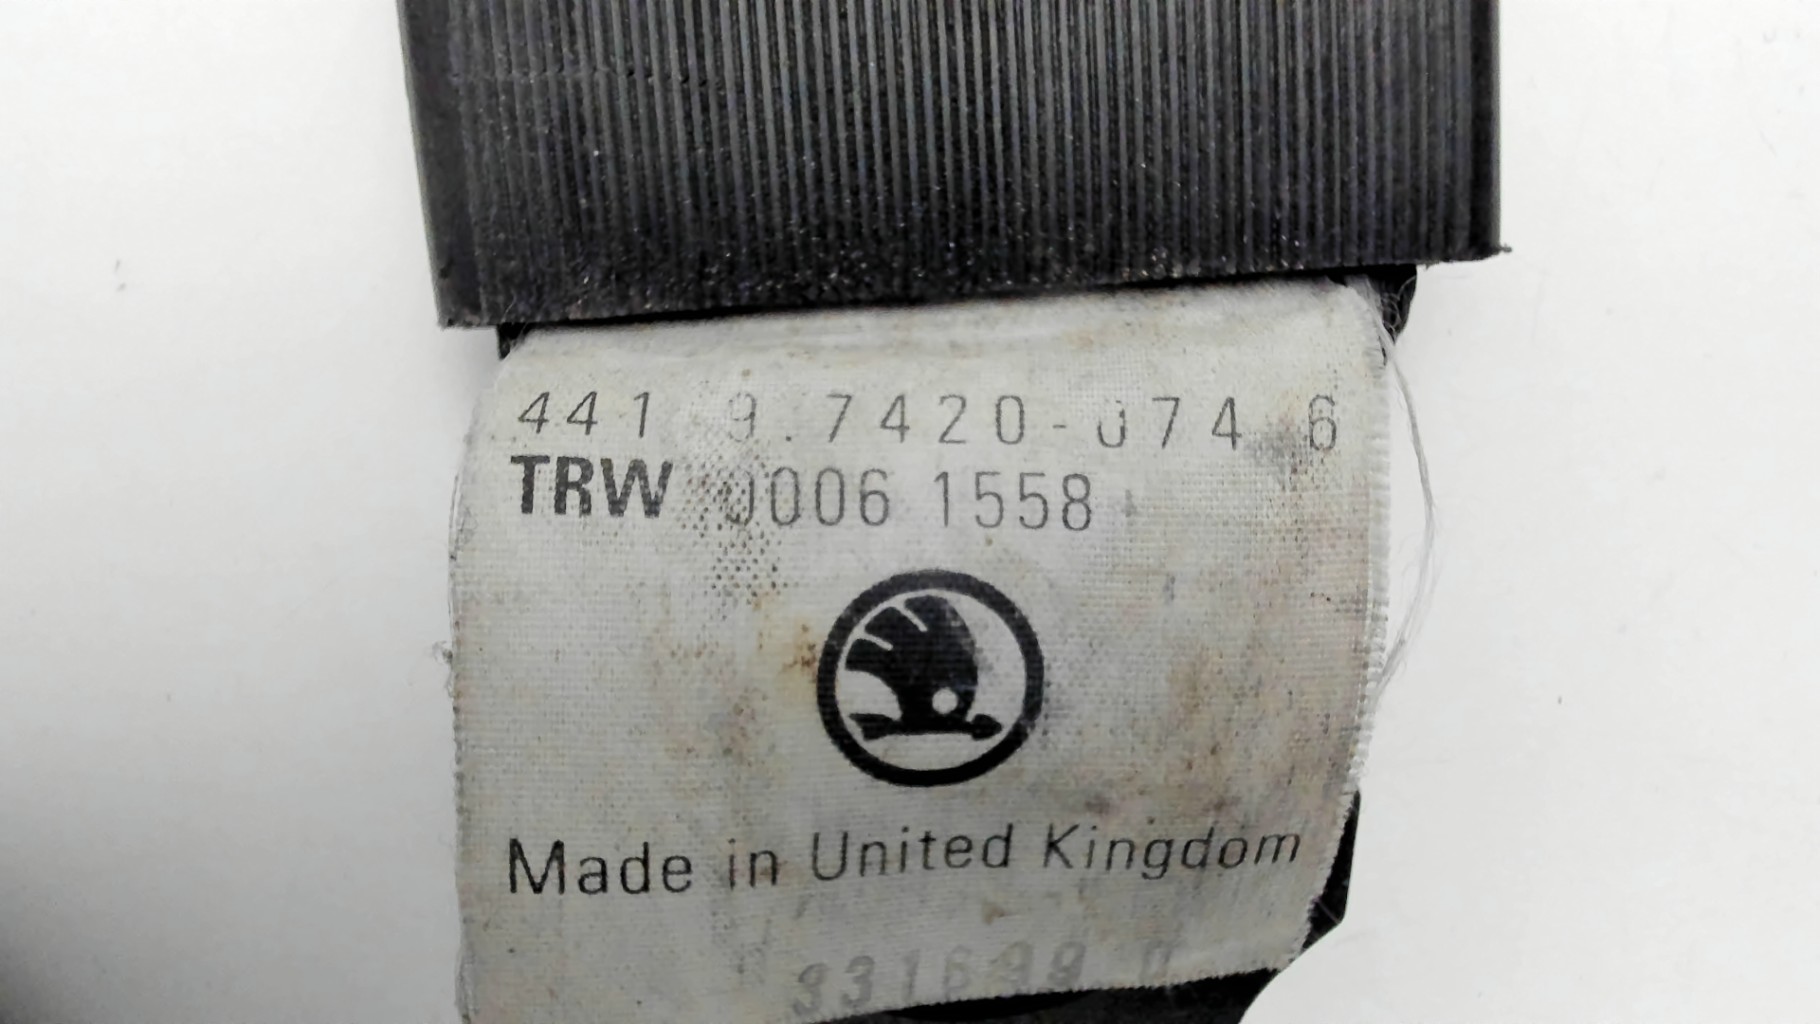 441 9.7420-074 6
TRW 0006 1558
Made in United Kingdom